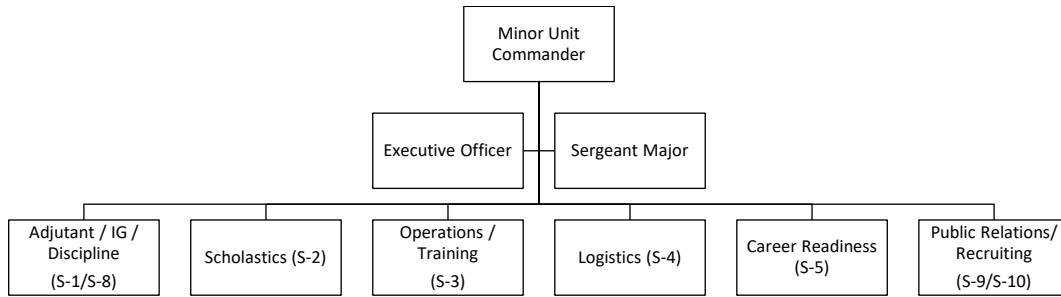 Minor Unit
Commander
Executive Officer
Sergeant Major
Adjutant / IG /
Discipline
(S-1/S-8)
Scholastics (S-2)
Operations /
Training
(S-3)
Logistics (S-4)
Career Readiness
(S-5)
Public Relations/
Recruiting
(S-9/S-10)